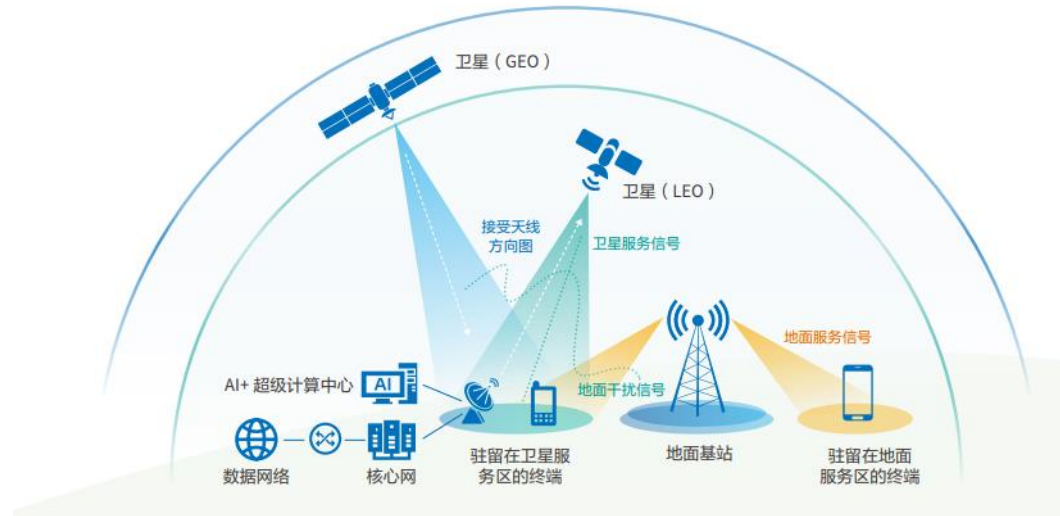 卫星（GEO）
卫星（LEO）
接受天线
方向图
卫星服务信号
地面服务信号
AI+ 超级计算中心
AI
地面干扰信号
数据网络
核心网
驻留在卫星服
务区的终端
地面基站
驻留在地面
服务区的终端